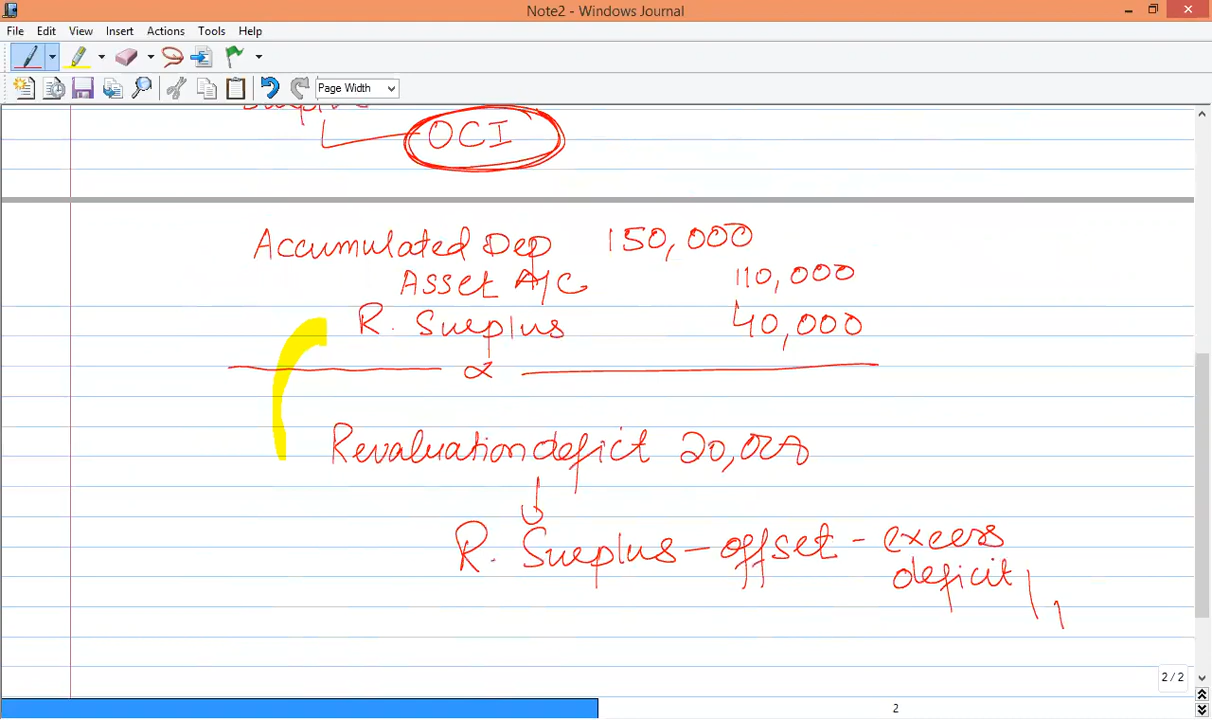 Note2 - Windows Journal
File Edit View Insert Actions Tools Help
Page Width
OCI
Accumulated Dep 150,000
Asset A/C 110,000
R. Surplus 40,000
Revaluation deficit 20,000
R. Surplus - offset - excess
deficit
2 / 2
2